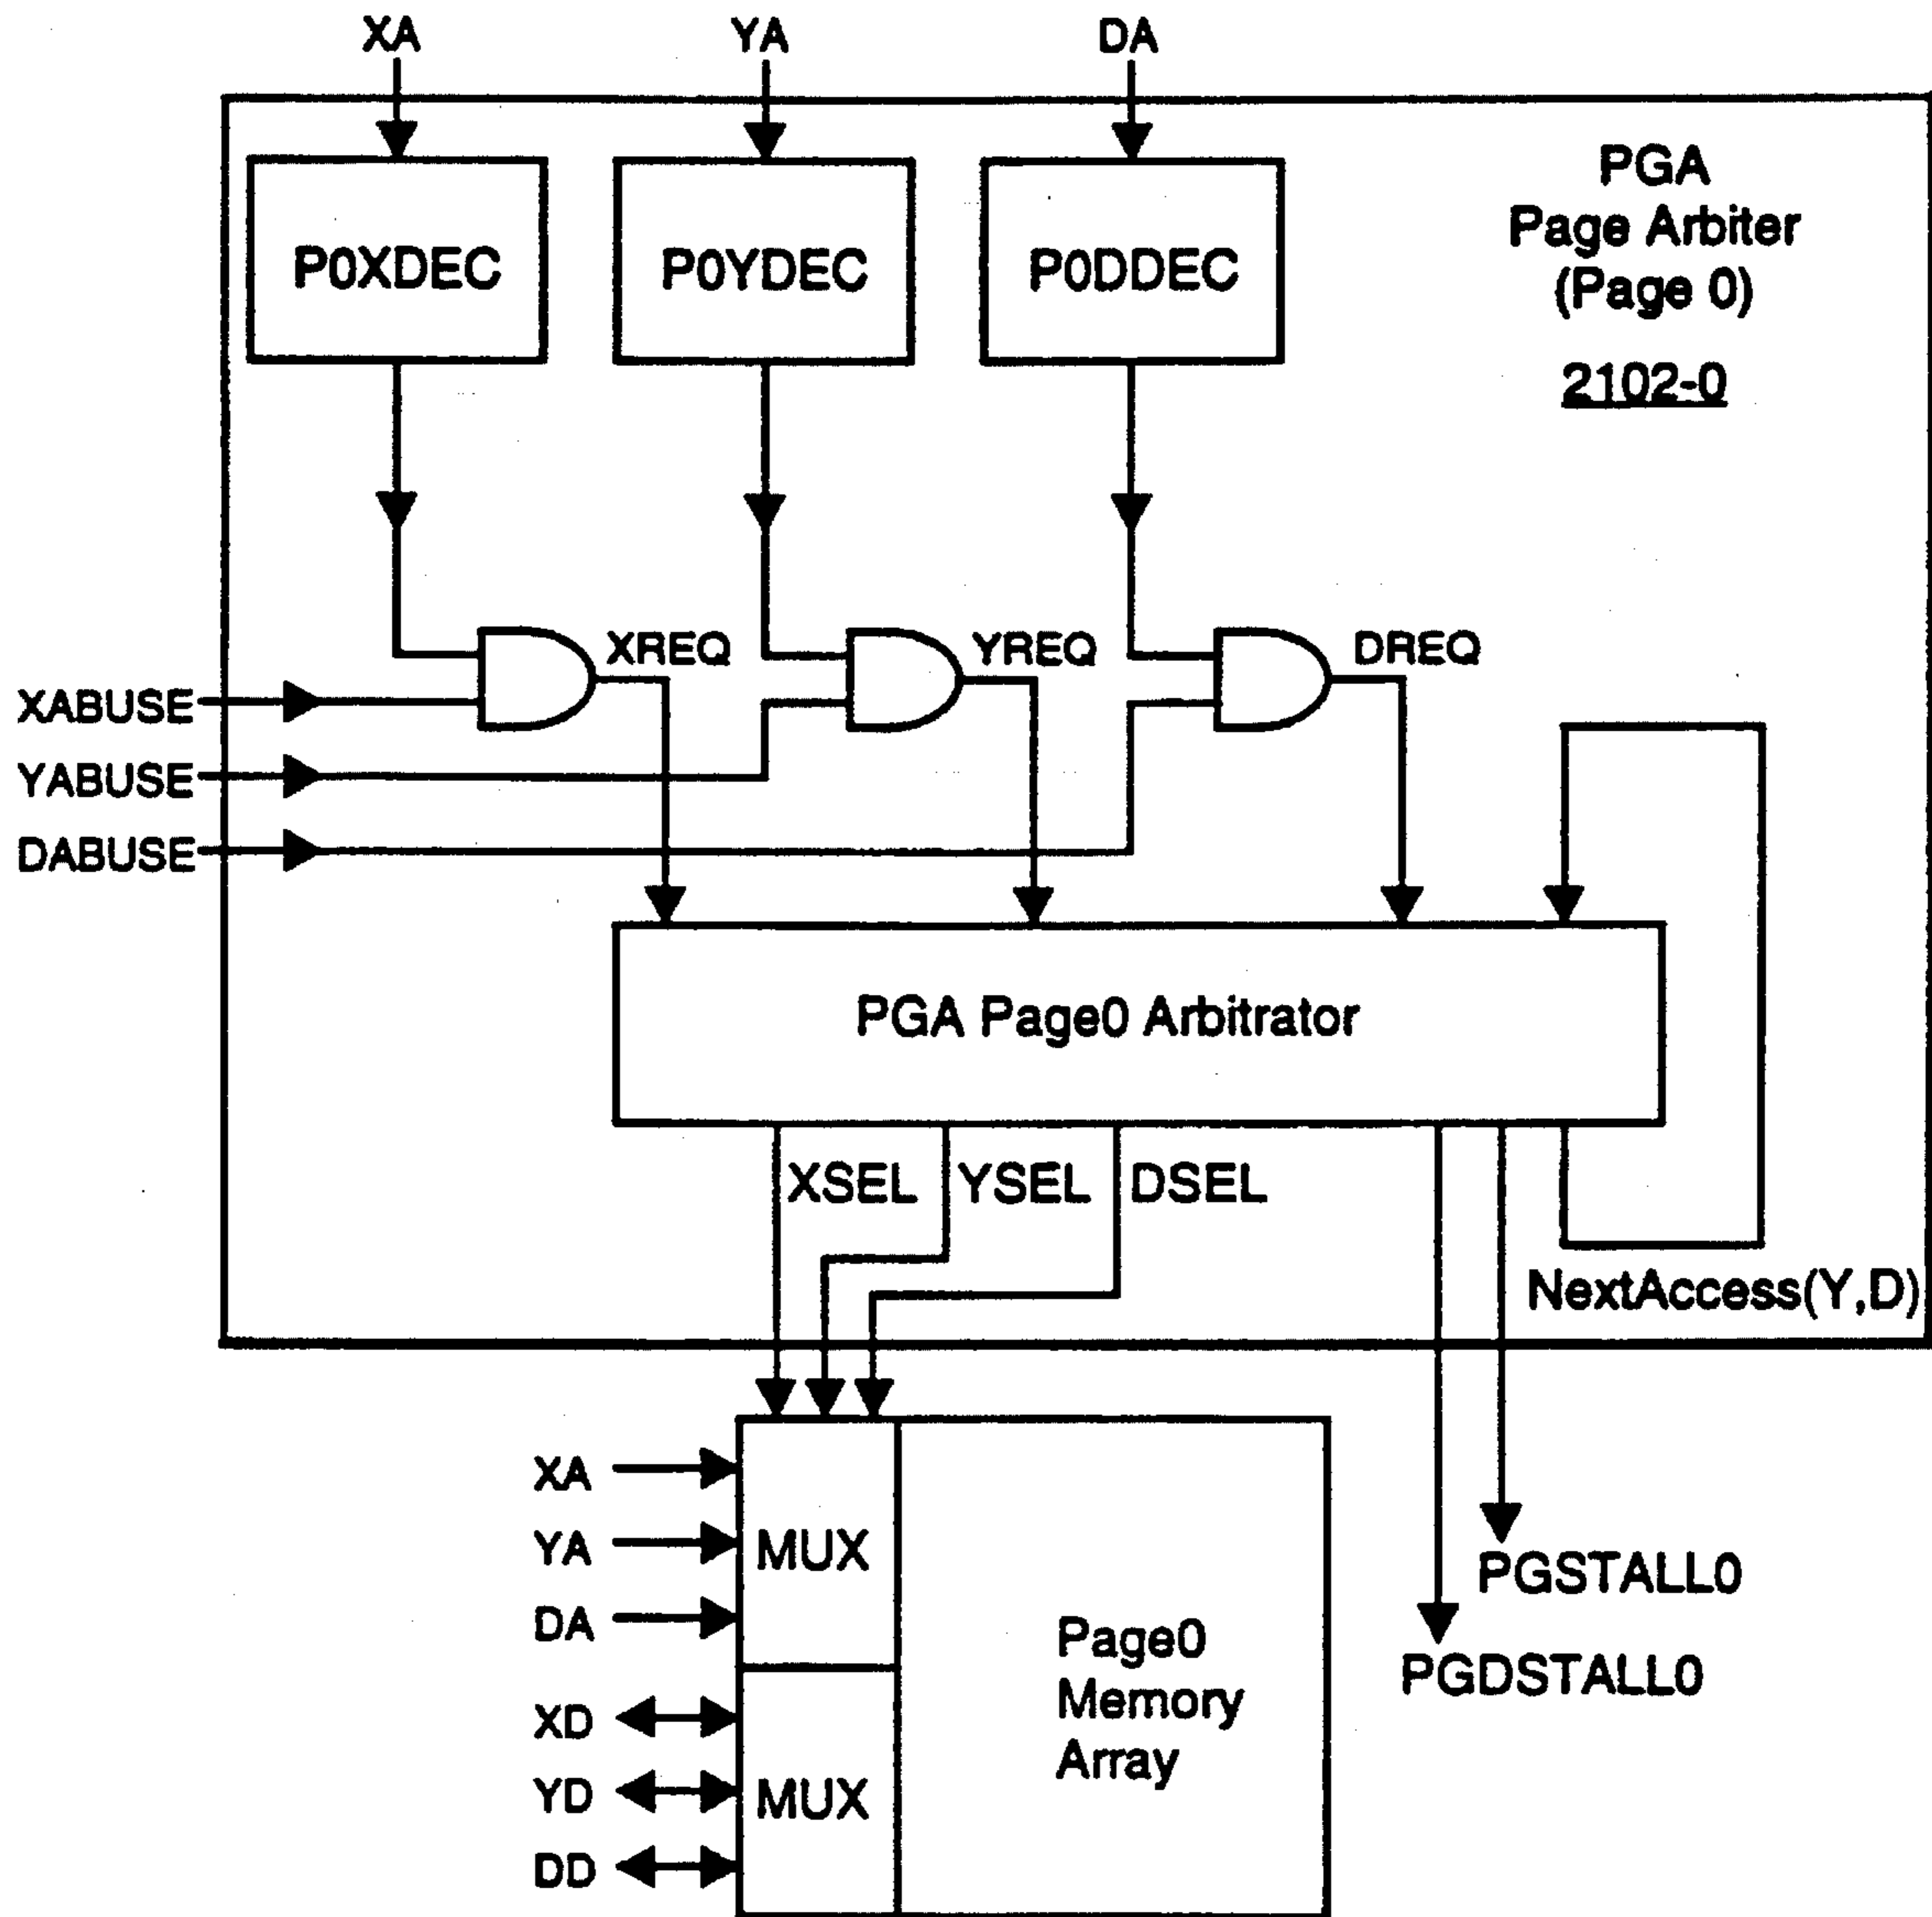 XA
YA
DA
P0XDEC
P0YDEC
P0DDEC
PGA
Page Arbiter
(Page 0)
2102-0
XREQ
YREQ
DREQ
XABUSE
YABUSE
DABUSE
PGA Page0 Arbitrator
XSEL
YSEL
DSEL
NextAccess(Y,D)
XA
YA
DA
MUX
XD
YD
DD
MUX
Page0
Memory
Array
PGSTALL0
PGDSTALL0